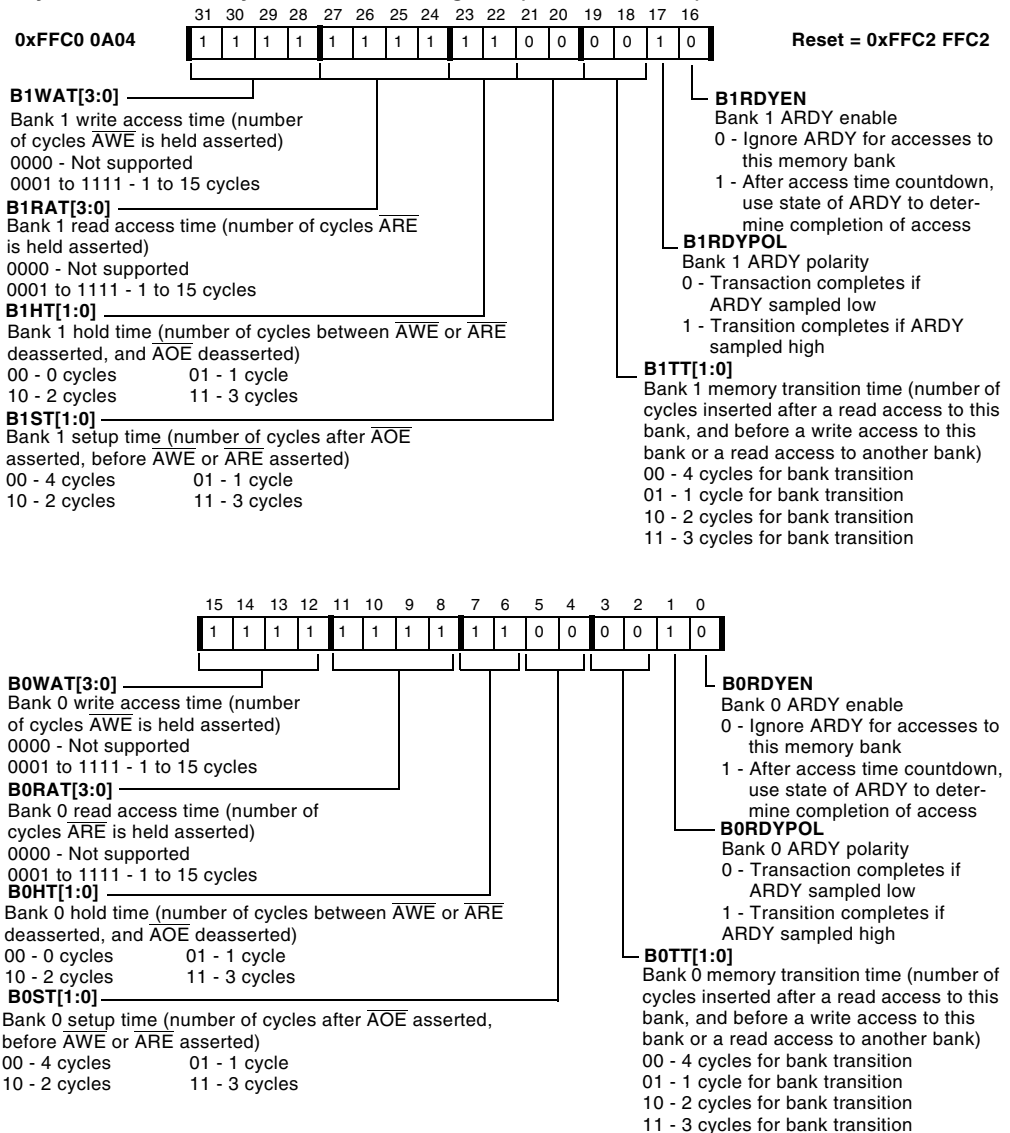 31 30 29 28 27 26 25 24 23 22 21 20 19 18 17 16
0xFFC0 0A04 1 1 1 1 1 1 1 1 1 1 0 0 0 0 1 0 Reset = 0xFFC2 FFC2
B1WAT[3:0]
Bank 1 write access time (number
of cycles AWE is held asserted)
0000 - Not supported
0001 to 1111 - 1 to 15 cycles
B1RAT[3:0]
Bank 1 read access time (number of cycles ARE
is held asserted)
0000 - Not supported
0001 to 1111 - 1 to 15 cycles
B1HT[1:0]
Bank 1 hold time (number of cycles between AWE or ARE
deasserted, and AOE deasserted)
00 - 0 cycles 01 - 1 cycle
10 - 2 cycles 11 - 3 cycles
B1ST[1:0]
Bank 1 setup time (number of cycles after AOE
asserted, before AWE or ARE asserted)
00 - 4 cycles 01 - 1 cycle
10 - 2 cycles 11 - 3 cycles
B1RDYEN
Bank 1 ARDY enable
0 - Ignore ARDY for accesses to
this memory bank
1 - After access time countdown,
use state of ARDY to deter-
mine completion of access
B1RDYPOL
Bank 1 ARDY polarity
0 - Transaction completes if
ARDY sampled low
1 - Transition completes if ARDY
sampled high
B1TT[1:0]
Bank 1 memory transition time (number of
cycles inserted after a read access to this
bank, and before a write access to this
bank or a read access to another bank)
00 - 4 cycles for bank transition
01 - 1 cycle for bank transition
10 - 2 cycles for bank transition
11 - 3 cycles for bank transition
15 14 13 12 11 10 9 8 7 6 5 4 3 2 1 0
1 1 1 1 1 1 1 1 1 1 0 0 0 0 1 0
B0WAT[3:0]
Bank 0 write access time (number
of cycles AWE is held asserted)
0000 - Not supported
0001 to 1111 - 1 to 15 cycles
B0RAT[3:0]
Bank 0 read access time (number of
cycles ARE is held asserted)
0000 - Not supported
0001 to 1111 - 1 to 15 cycles
B0HT[1:0]
Bank 0 hold time (number of cycles between AWE or ARE
deasserted, and AOE deasserted)
00 - 0 cycles 01 - 1 cycle
10 - 2 cycles 11 - 3 cycles
B0ST[1:0]
Bank 0 setup time (number of cycles after AOE asserted,
before AWE or ARE asserted)
00 - 4 cycles 01 - 1 cycle
10 - 2 cycles 11 - 3 cycles
B0RDYEN
Bank 0 ARDY enable
0 - Ignore ARDY for accesses to
this memory bank
1 - After access time countdown,
use state of ARDY to deter-
mine completion of access
B0RDYPOL
Bank 0 ARDY polarity
0 - Transaction completes if
ARDY sampled low
1 - Transition completes if
ARDY sampled high
B0TT[1:0]
Bank 0 memory transition time (number of
cycles inserted after a read access to this
bank, and before a write access to this
bank or a read access to another bank)
00 - 4 cycles for bank transition
01 - 1 cycle for bank transition
10 - 2 cycles for bank transition
11 - 3 cycles for bank transition